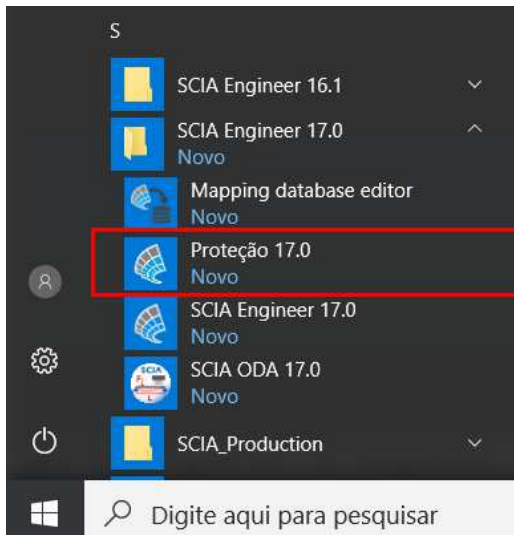 S
SCIA Engineer 16.1
SCIA Engineer 17.0
Novo
Mapping database editor
Novo
Proteção 17.0
Novo
SCIA Engineer 17.0
Novo
SCIA
SCIA ODA 17.0
Novo
SCIA_Production
Digite aqui para pesquisar